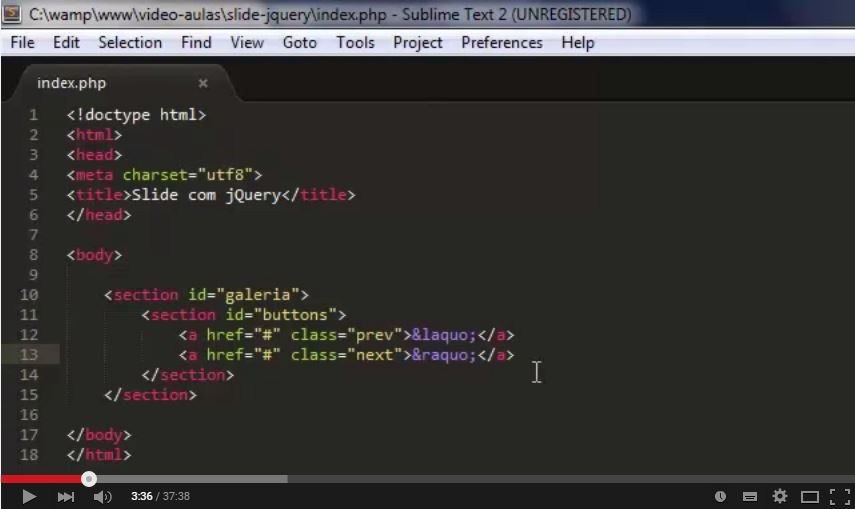 C:\wamp\www\video-aulas\slide-jquery\index.php - Sublime Text 2 (UNREGISTERED)
File Edit Selection Find View Goto Tools Project Preferences Help
index.php ×
1 <!doctype html>
2 <html>
3 <head>
4 <meta charset="utf8">
5 <title>Slide com jQuery</title>
6 </head>
7
8 <body>
9
10 <section id="galeria">
11 <section id="buttons">
12 <a href="#" class="prev">&laquo;</a>
13 <a href="#" class="next">&raquo;</a>
14 </section>
15 </section>
16
17 </body>
18 </html>
3:36 / 37:38